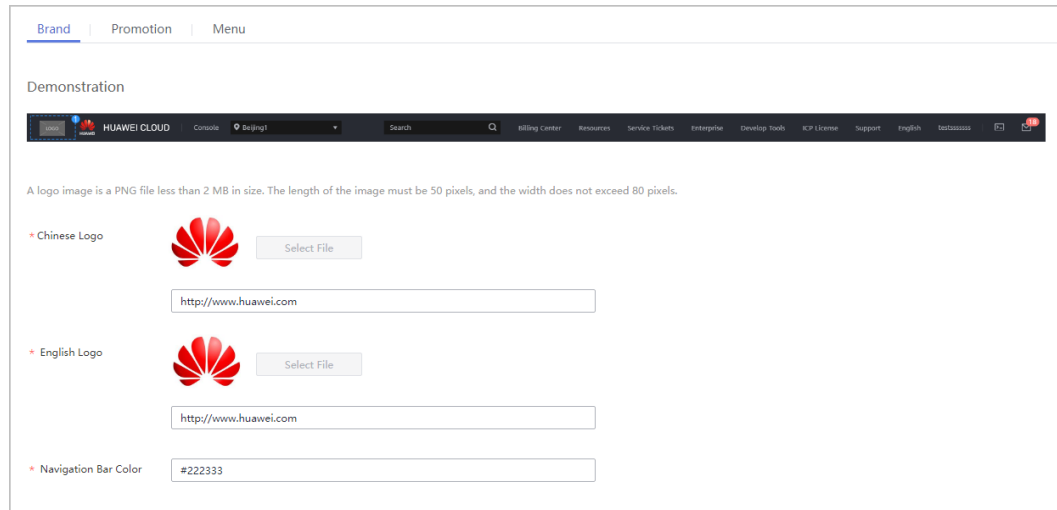 Brand | Promotion | Menu
Demonstration
LOGO 1 HUAWEI HUAWEI CLOUD Console Beijing1 Search Billing Center Resources Service Tickets Enterprise Develop Tools ICP License Support English 18
A logo image is a PNG file less than 2 MB in size. The length of the image must be 50 pixels, and the width does not exceed 80 pixels.
* Chinese Logo
Select File
http://www.huawei.com
* English Logo
Select File
http://www.huawei.com
* Navigation Bar Color
#222333